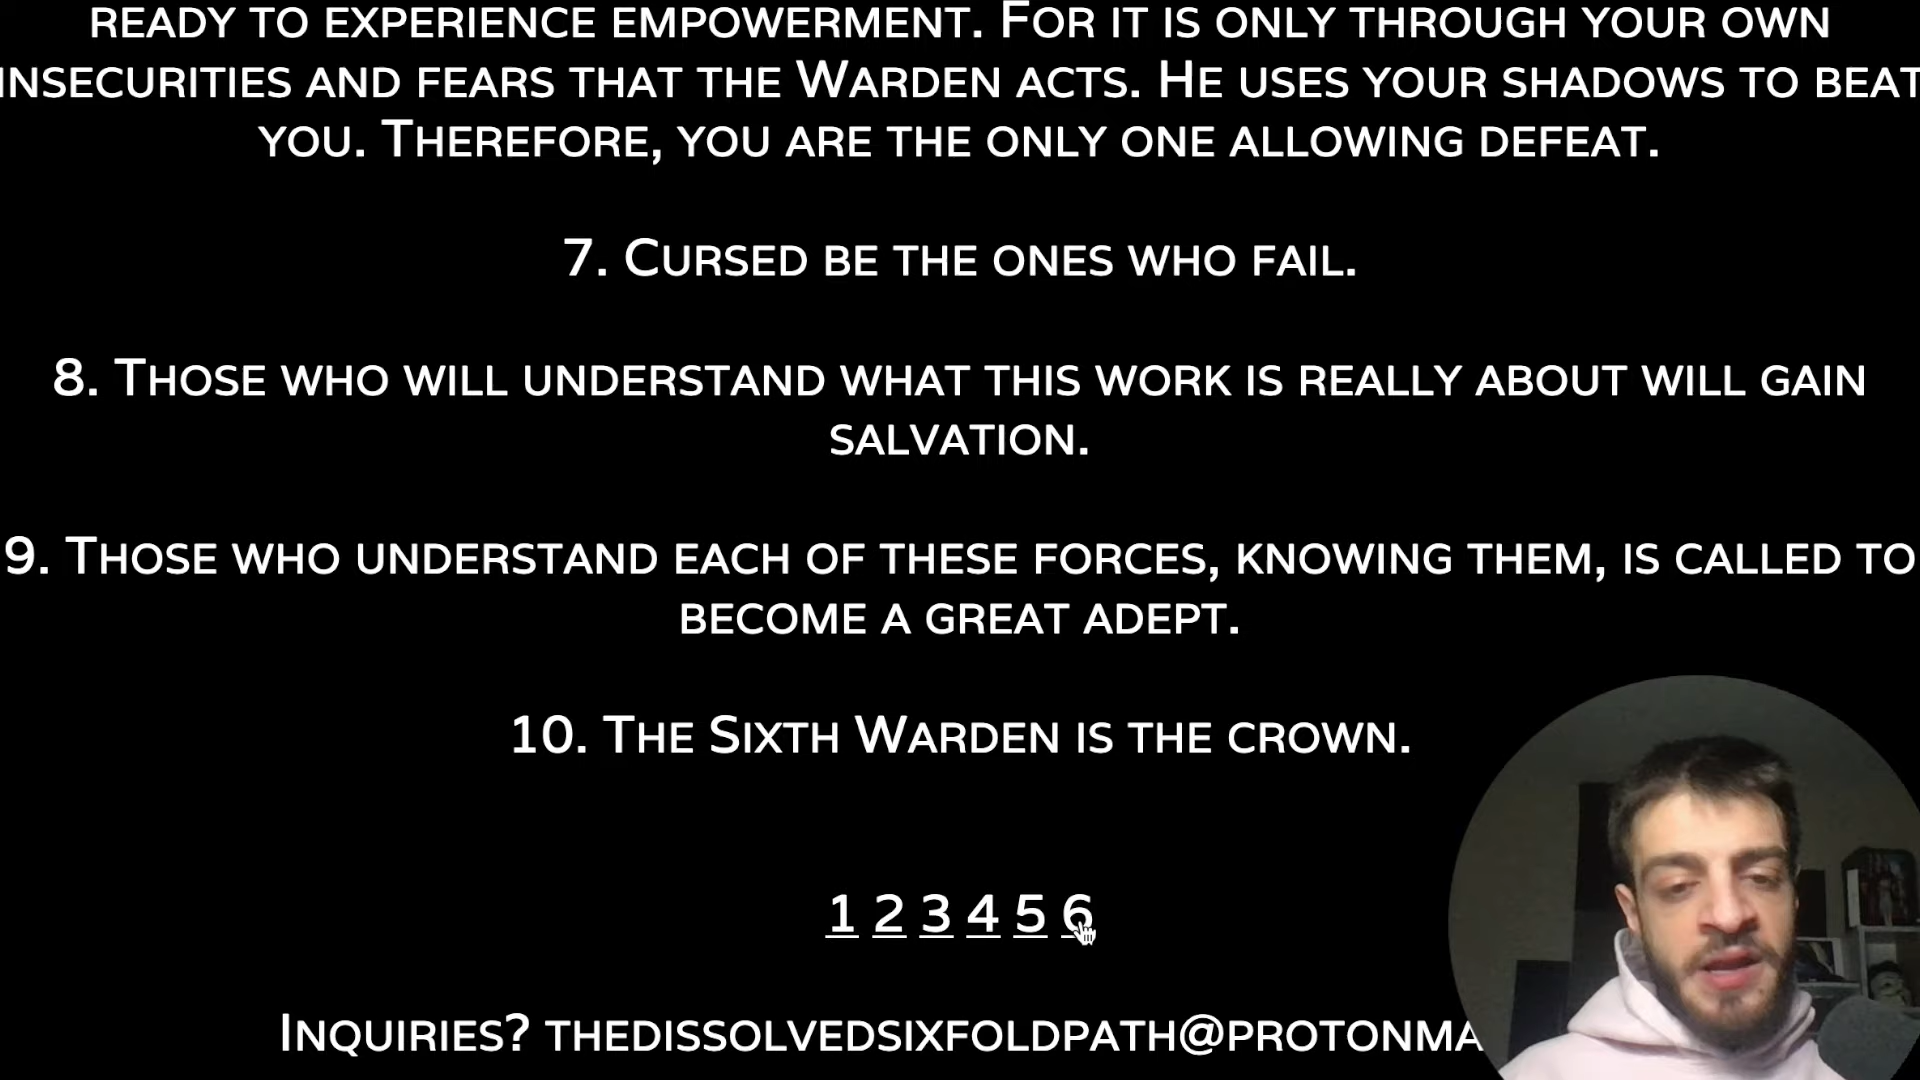 READY TO EXPERIENCE EMPOWERMENT. FOR IT IS ONLY THROUGH YOUR OWN
INSECURITIES AND FEARS THAT THE WARDEN ACTS. HE USES YOUR SHADOWS TO BEAT
YOU. THEREFORE, YOU ARE THE ONLY ONE ALLOWING DEFEAT.
7. CURSED BE THE ONES WHO FAIL.
8. THOSE WHO WILL UNDERSTAND WHAT THIS WORK IS REALLY ABOUT WILL GAIN
SALVATION.
9. THOSE WHO UNDERSTAND EACH OF THESE FORCES, KNOWING THEM, IS CALLED TO
BECOME A GREAT ADEPT.
10. THE SIXTH WARDEN IS THE CROWN.
1 2 3 4 5 6
INQUIRIES? THEDISSOLVEDSIXFOLDPATH@PROTONMA